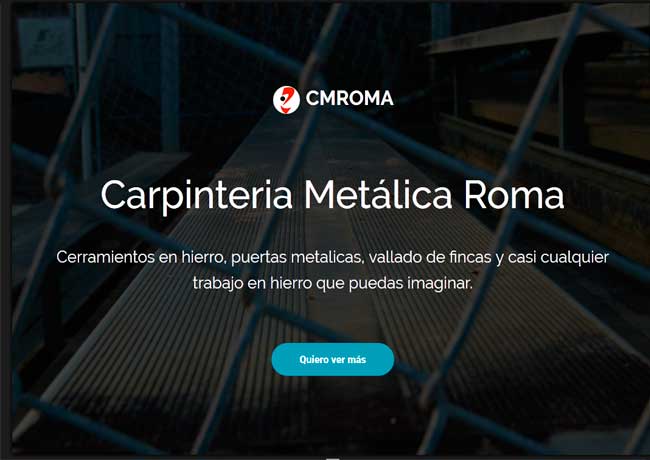 CMROMA
Carpinteria Metálica Roma
Cerramientos en hierro, puertas metalicas, vallado de fincas y casi cualquier
trabajo en hierro que puedas imaginar.
Quiero ver más